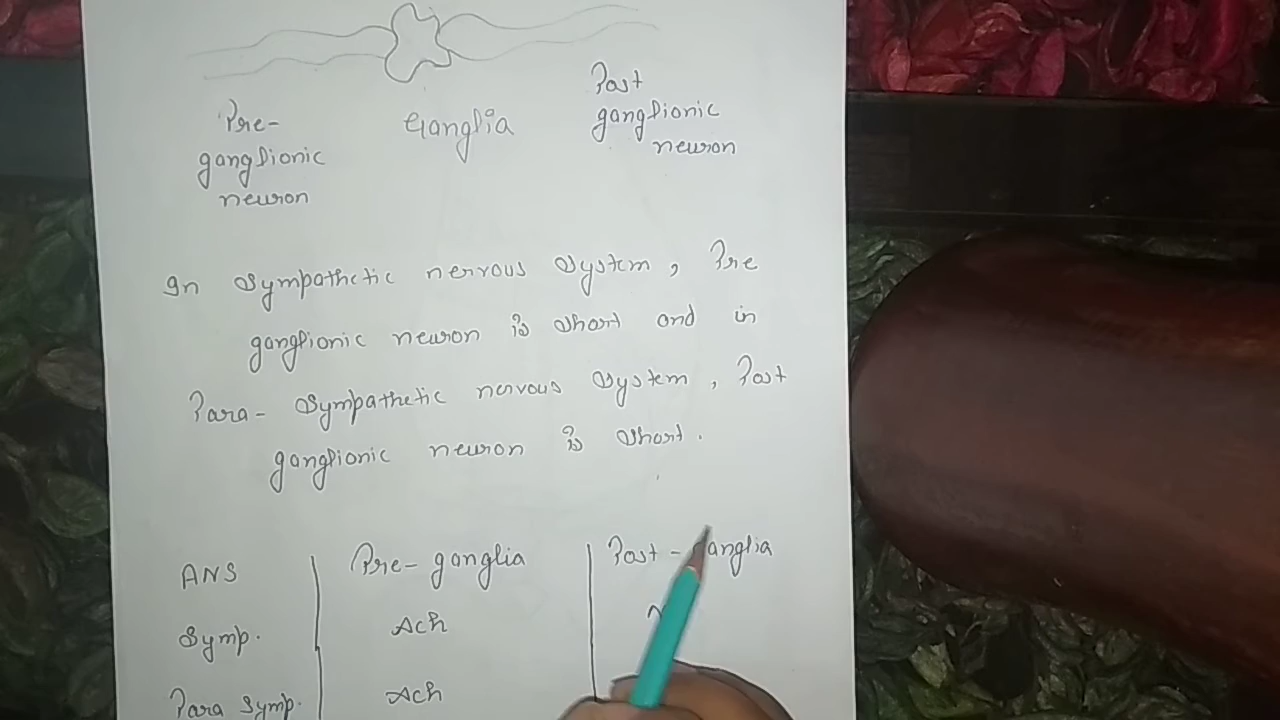 Pre-
ganglionic
neuron
Ganglia
Post
ganglionic
neuron
In Sympathetic nervous System, Pre
ganglionic neuron is short and in
Para- Sympathetic nervous System, Post
ganglionic neuron is short.
ANS Pre- ganglia Post - ganglia
Symp. Ach
Para Symp. Ach